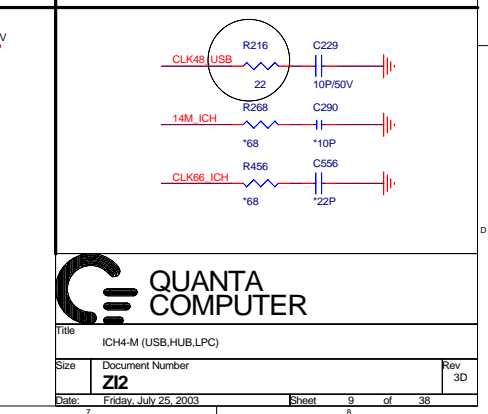 V
R216 C229
CLK48_USB
22 10P/50V
R268 C290
14M_ICH
*68 *10P
R456 C556
CLK66_ICH
*68 *22P
D
QUANTA
COMPUTER
Title
ICH4-M (USB,HUB,LPC)
Size Document Number Rev
ZI2 3D
Date: Friday, July 25, 2003 Sheet 9 of 38
7 8